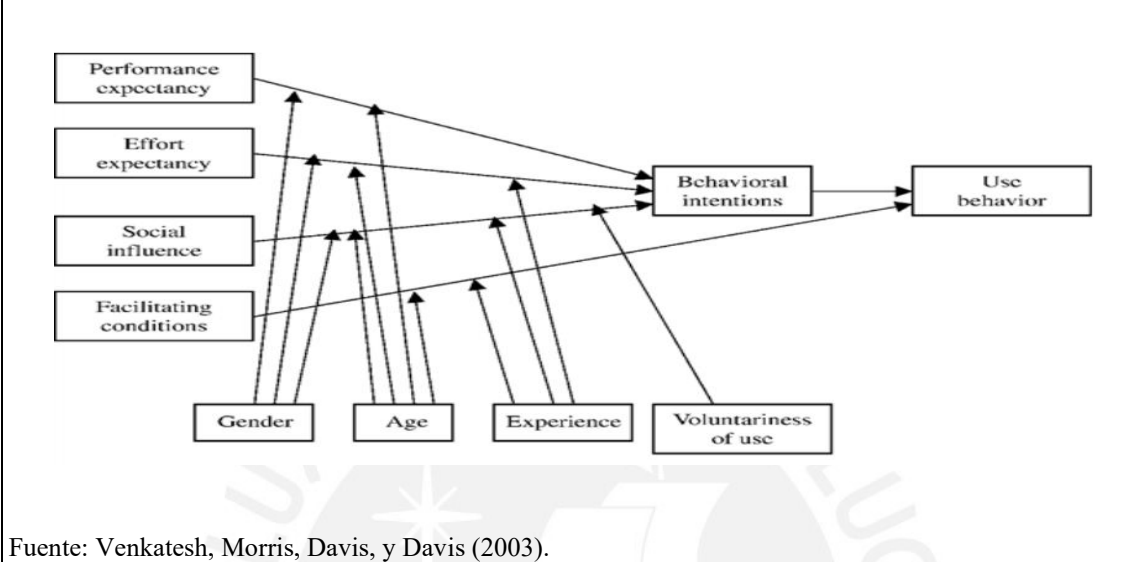 Performance
expectancy
Effort
expectancy
Social
influence
Facilitating
conditions
Behavioral
intentions
Use
behavior
Gender
Age
Experience
Voluntariness
of use
Fuente: Venkatesh, Morris, Davis, y Davis (2003).